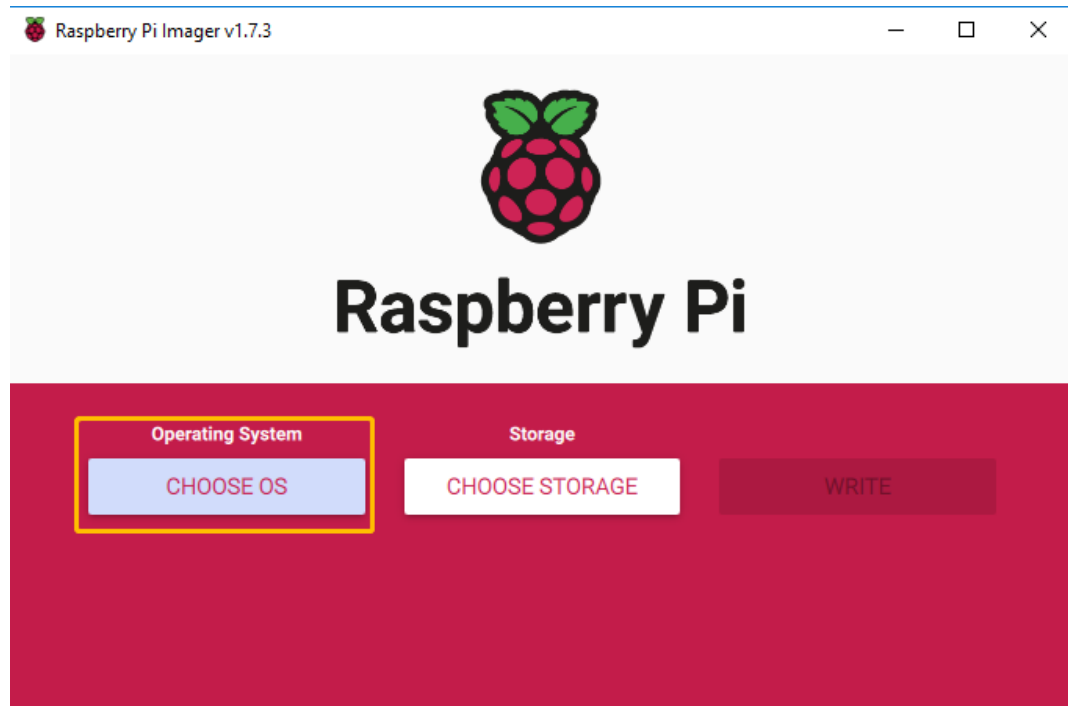 Raspberry Pi Imager v1.7.3
Raspberry Pi
Operating System
Storage
CHOOSE OS
CHOOSE STORAGE
WRITE